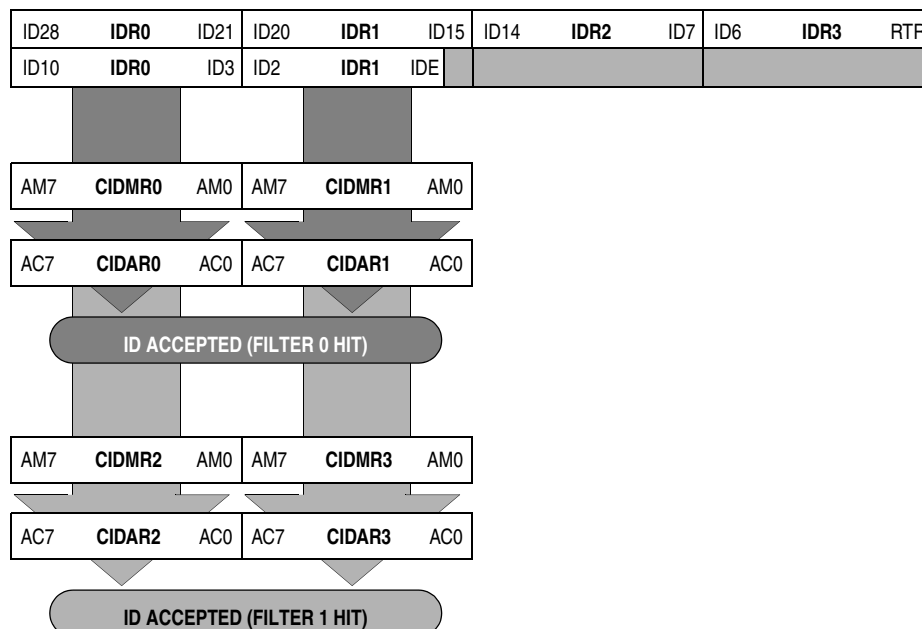 ID28 IDR0 ID21 ID20 IDR1 ID15 ID14 IDR2 ID7 ID6 IDR3 RTR
ID10 IDR0 ID3 ID2 IDR1 IDE
AM7 CIDMR0 AM0 AM7 CIDMR1 AM0
AC7 CIDAR0 AC0 AC7 CIDAR1 AC0
ID ACCEPTED (FILTER 0 HIT)
AM7 CIDMR2 AM0 AM7 CIDMR3 AM0
AC7 CIDAR2 AC0 AC7 CIDAR3 AC0
ID ACCEPTED (FILTER 1 HIT)